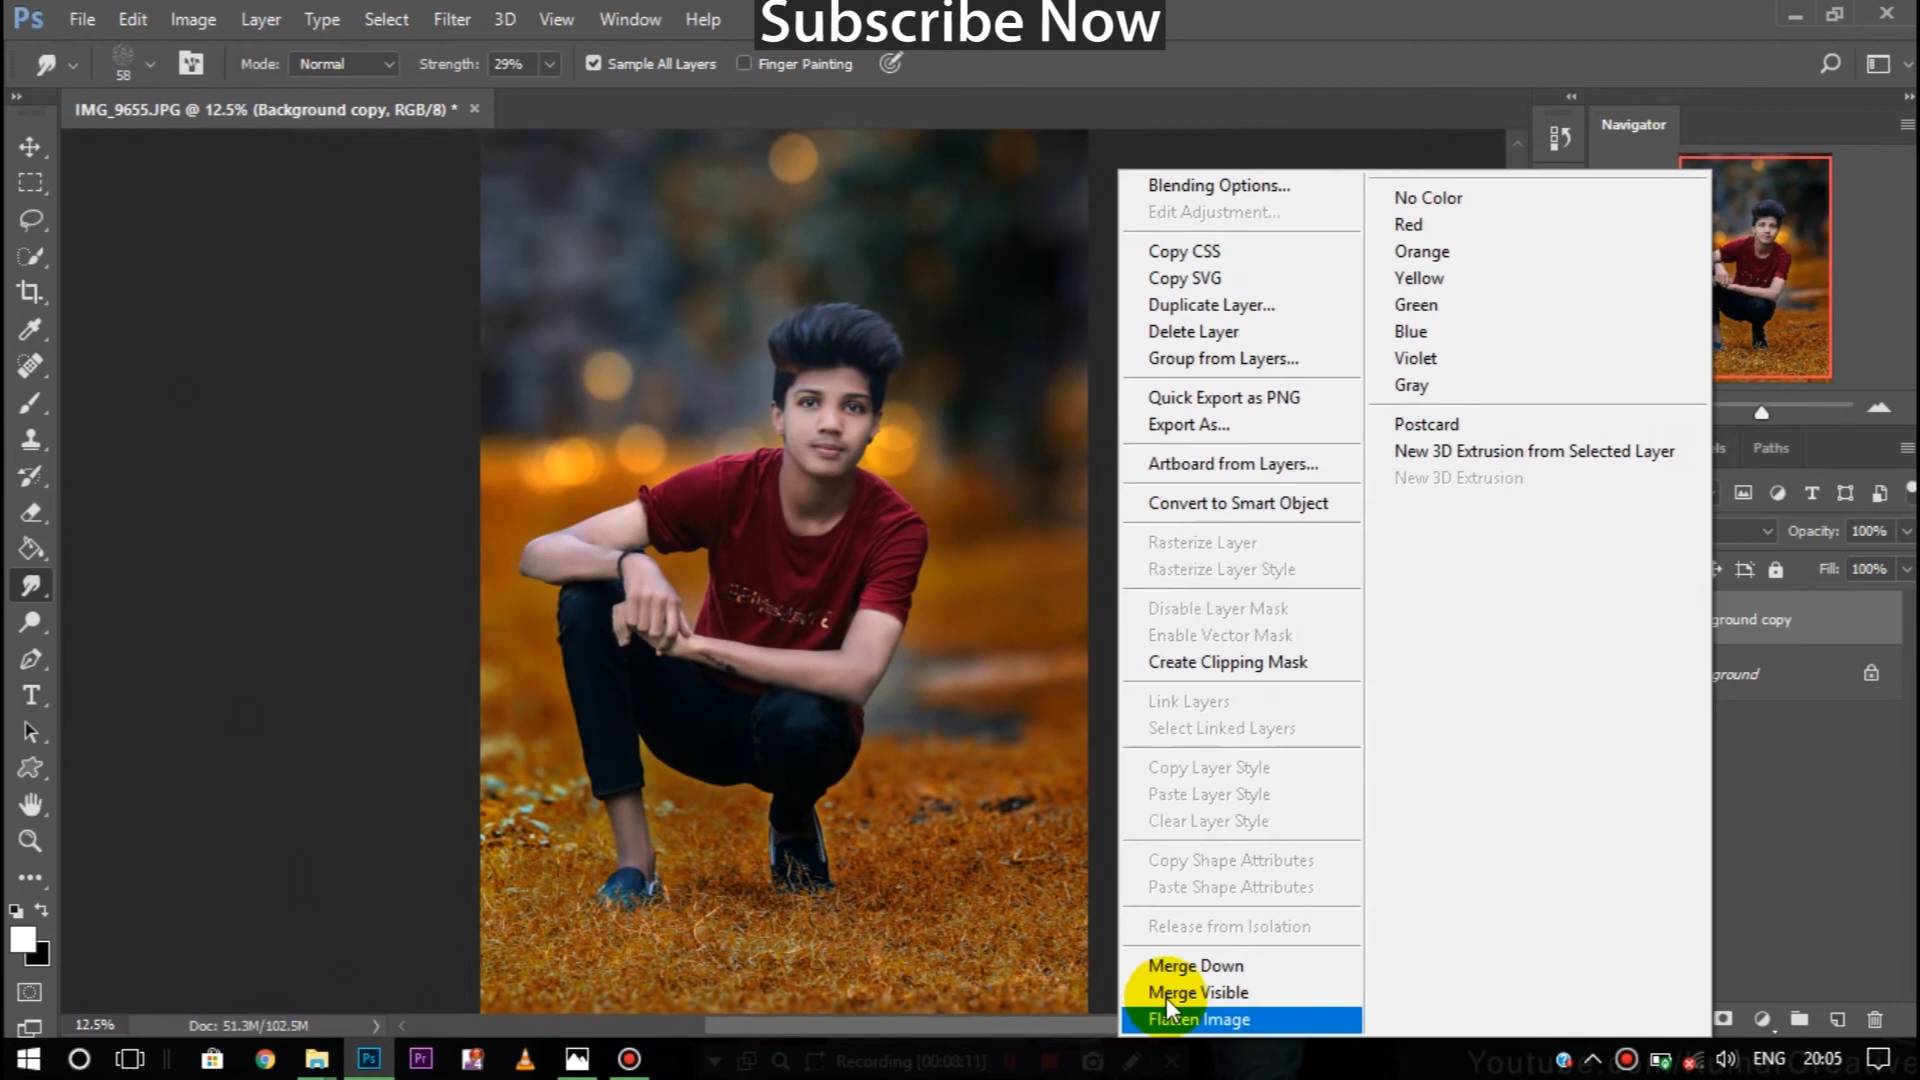 Ps File Edit Image Layer Type Select Filter 3D View Window Help
Subscribe Now
58 Mode: Normal Strength: 29% Sample All Layers Finger Painting
IMG_9655.JPG @ 12.5% (Background copy, RGB/8) *
Navigator
Blending Options...
Edit Adjustment...
Copy CSS
Copy SVG
Duplicate Layer...
Delete Layer
Group from Layers...
Quick Export as PNG
Export As...
Artboard from Layers...
Convert to Smart Object
Rasterize Layer
Rasterize Layer Style
Disable Layer Mask
Enable Vector Mask
Create Clipping Mask
Link Layers
Select Linked Layers
Copy Layer Style
Paste Layer Style
Clear Layer Style
Copy Shape Attributes
Paste Shape Attributes
Release from Isolation
Merge Down
Merge Visible
Flatten Image
No Color
Red
Orange
Yellow
Green
Blue
Violet
Gray
Postcard
New 3D Extrusion from Selected Layer
New 3D Extrusion
els Paths
Opacity: 100%
Fill: 100%
ground copy
ground
12.5% Doc: 51.3M/102.5M
Ps Pr Recording [00:08:11] ENG 20:05